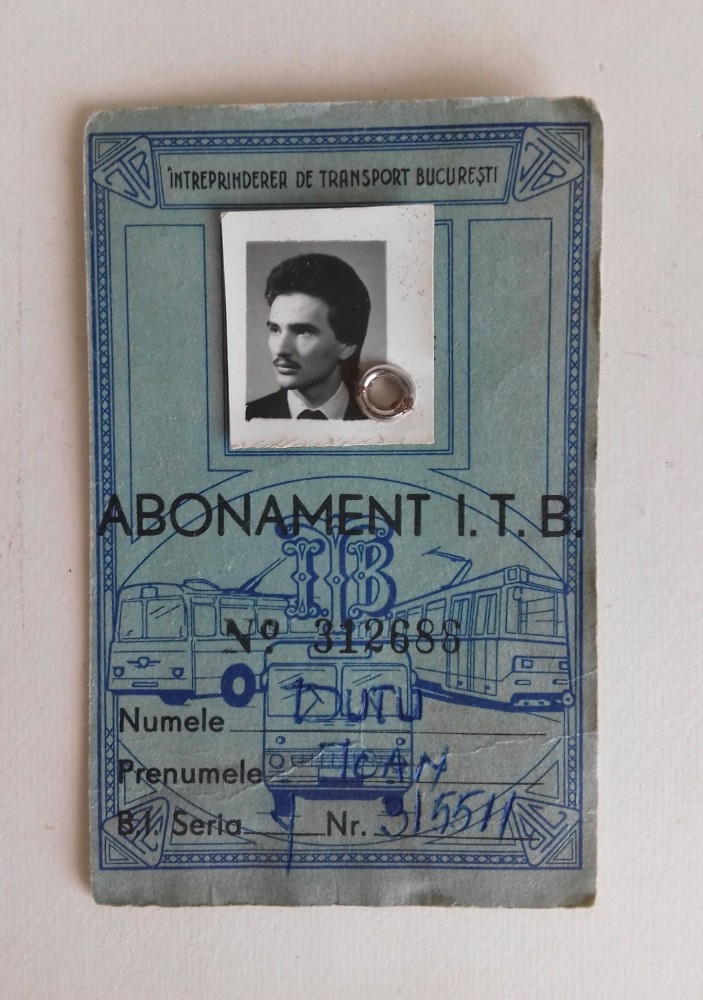 ÎNTREPRINDEREA DE TRANSPORT BUCUREȘTI
ABONAMENT I.T.B.
ITB
No 312686
Numele DUTU
Prenumele IOAN
B.I. Seria Nr. 315511